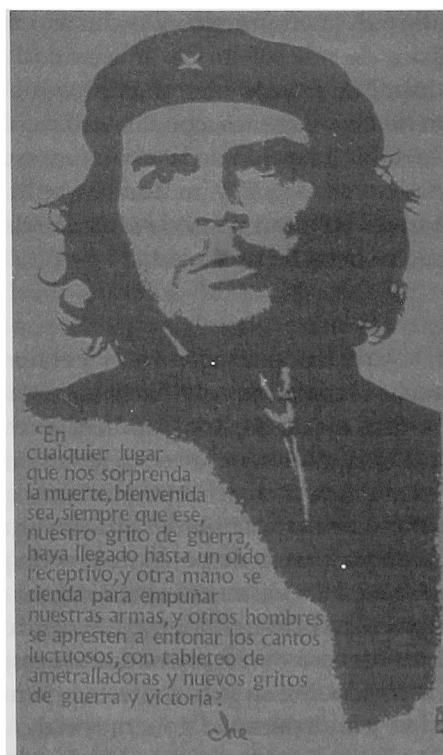 "En
cualquier lugar
que nos sorprenda
la muerte, bienvenida
sea, siempre que ese,
nuestro grito de guerra,
haya llegado hasta un oído
receptivo, y otra mano se
tienda para empuñar
nuestras armas, y otros hombres
se apresten a entonar los cantos
luctuosos, con tableteo de
ametralladoras y nuevos gritos
de guerra y victoria"
che